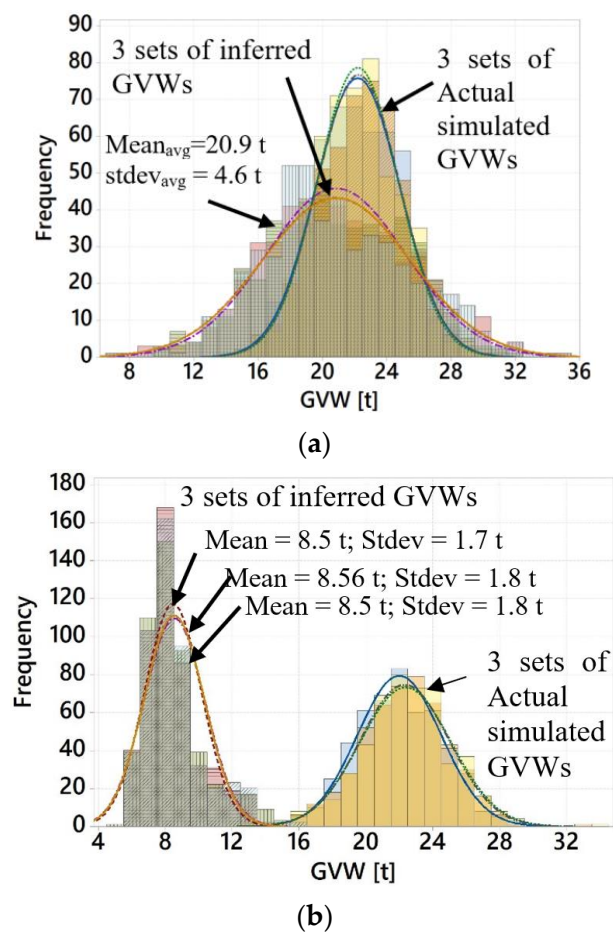 90
80
70
60
50
40
30
20
10
0
Frequency
3 sets of inferred
GVWs
Mean_avg=20.9 t
stdev_avg = 4.6 t
3 sets of
Actual
simulated
GVWs
8 12 16 20 24 28 32 36
GVW [t]
(a)
180
160
140
120
100
80
60
40
20
0
Frequency
3 sets of inferred GVWs
Mean = 8.5 t; Stdev = 1.7 t
Mean = 8.56 t; Stdev = 1.8 t
Mean = 8.5 t; Stdev = 1.8 t
3 sets of
Actual
simulated
GVWs
4 8 12 16 20 24 28 32
GVW [t]
(b)